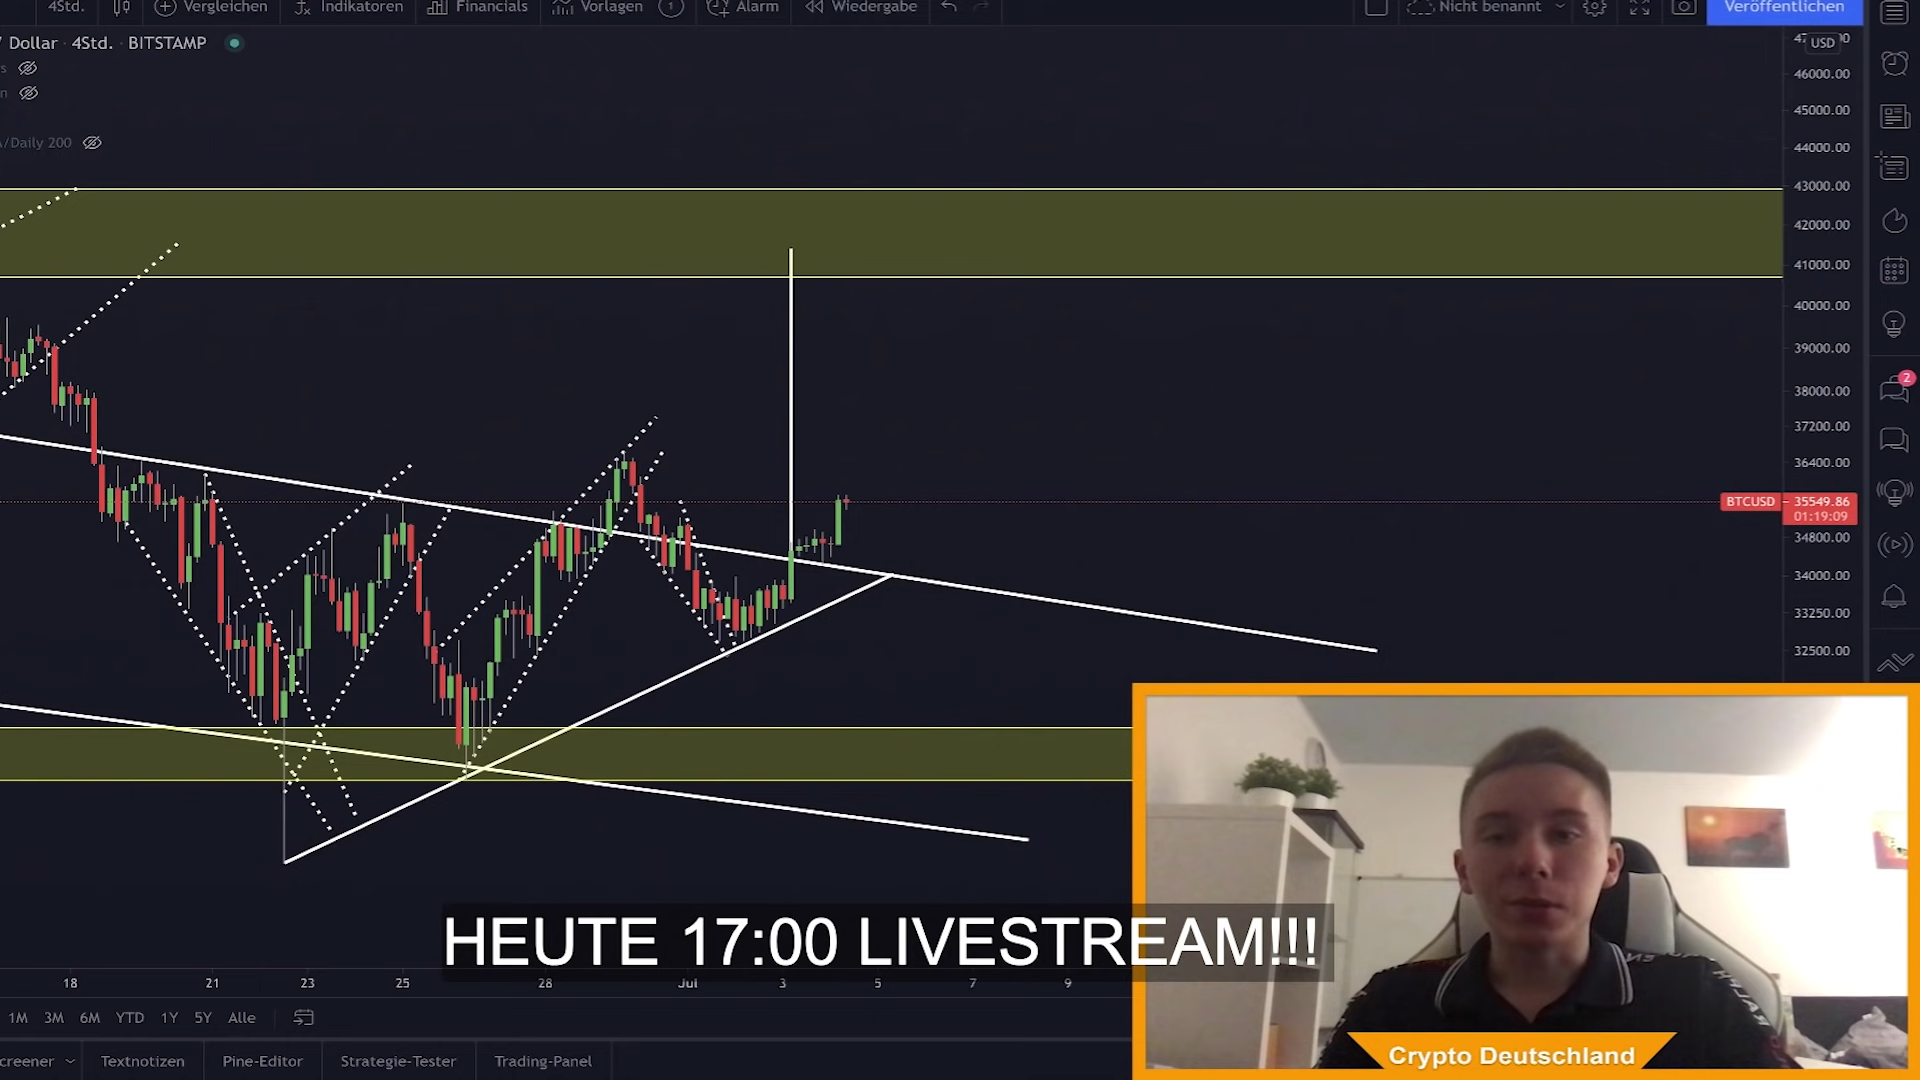 4Std. Vergleichen Indikatoren Financials Vorlagen 1 Alarm Wiedergabe Nicht benannt Veröffentlichen
/ Dollar · 4Std. · BITSTAMP
USD
/Daily 200
46000.00
45000.00
44000.00
43000.00
42000.00
41000.00
40000.00
39000.00
38000.00
2
37200.00
36400.00
BTCUSD 35549.86
01:19:09
34800.00
34000.00
33250.00
32500.00
HEUTE 17:00 LIVESTREAM!!!
18 21 23 25 28 Jul 3 5 7 9
1M 3M 6M YTD 1Y 5Y Alle
creener Textnotizen Pine-Editor Strategie-Tester Trading-Panel
Crypto Deutschland